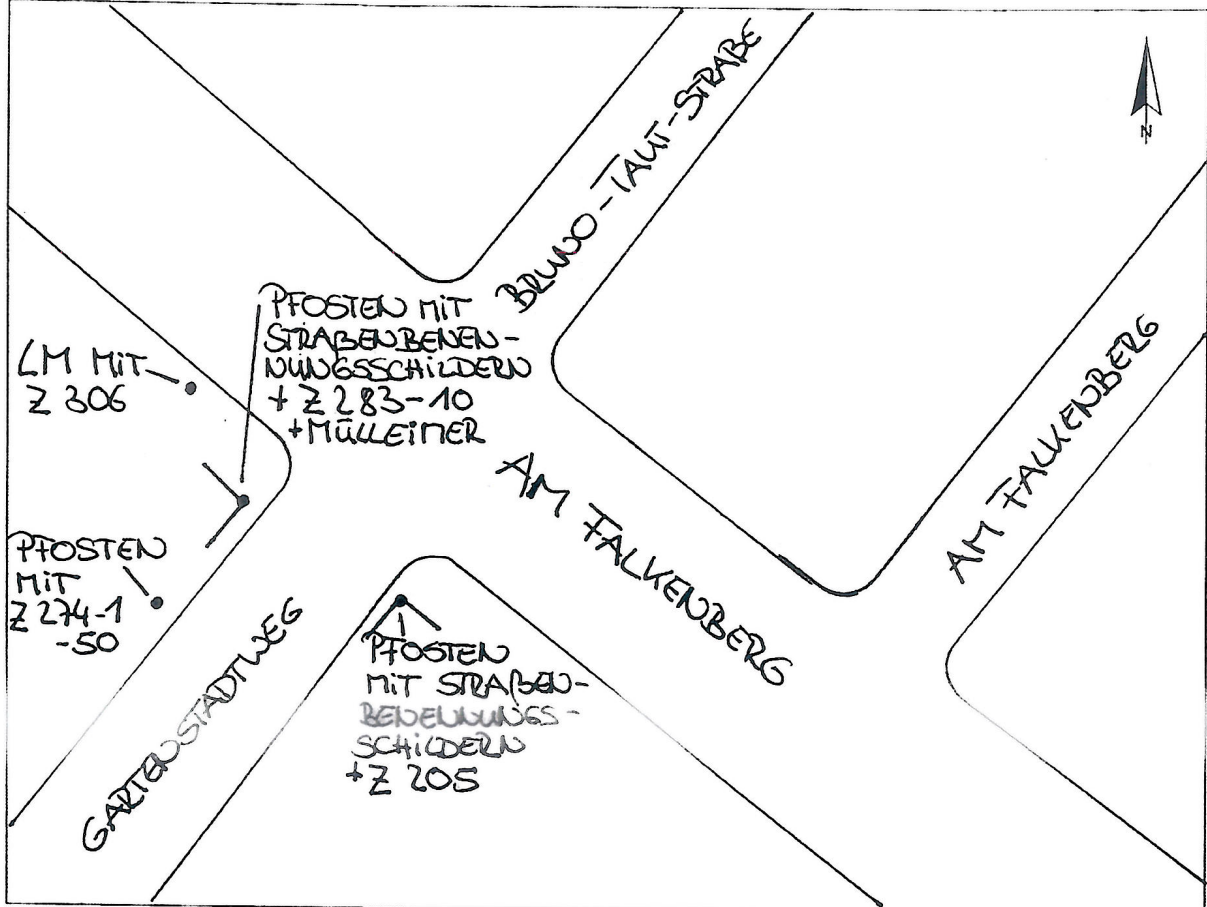 BRUNO-TAUT-STRAßE
N
PFOSTEN MIT
STRAßENBENEN-
NUNGSSCHILDERN
+ Z 283-10
+MÜLLEIMER
LM MIT
Z 306
AM FALKENBERG
AM FALKENBERG
PFOSTEN
MIT
Z 274-1
-50
GARTENSTADTWEG
PFOSTEN
MIT STRAßEN-
BENENNUNGS-
SCHILDERN
+Z 205